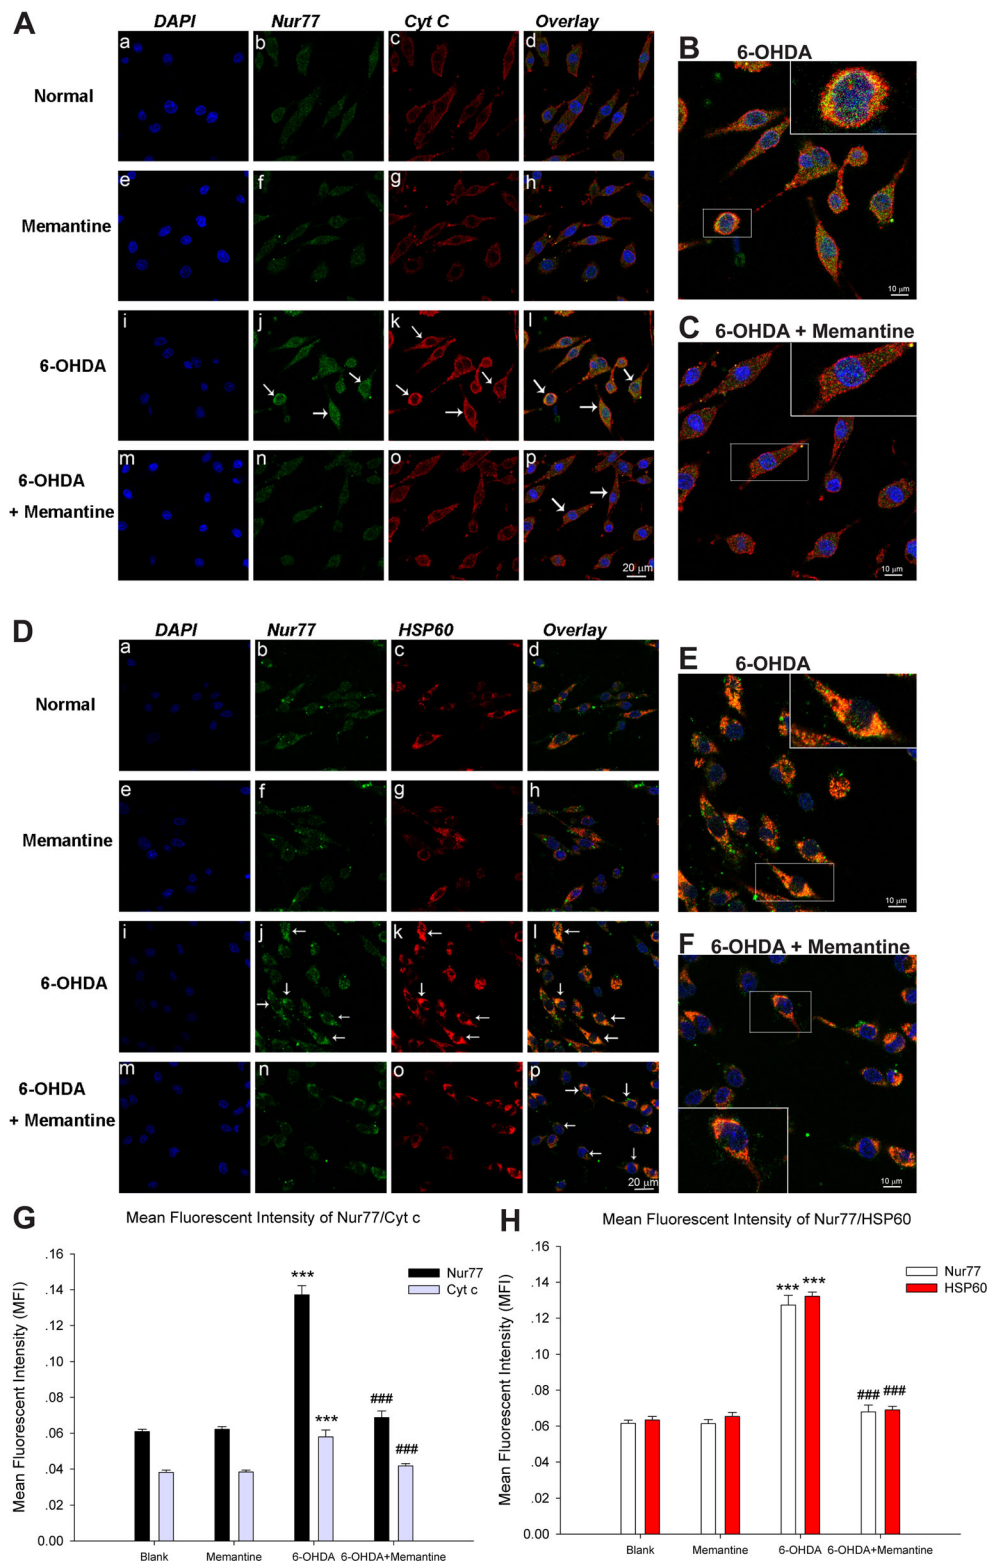 A
DAPI Nur77 Cyt C Overlay
a b c d
Normal
e f g h
Memantine
i j k l
6-OHDA
m n o p
6-OHDA
+ Memantine
20 μm
B 6-OHDA
10 μm
C 6-OHDA + Memantine
10 μm
D
DAPI Nur77 HSP60 Overlay
a b c d
Normal
e f g h
Memantine
i j k l
6-OHDA
m n o p
6-OHDA
+ Memantine
20 μm
E 6-OHDA
10 μm
F 6-OHDA + Memantine
10 μm
G
Mean Fluorescent Intensity of Nur77/Cyt c
Mean Fluorescent Intensity (MFI)
.16
.14
.12
.10
.08
.06
.04
.02
0.00
Nur77
Cyt c
***
***
###
###
Blank Memantine 6-OHDA 6-OHDA+Memantine
H
Mean Fluorescent Intensity of Nur77/HSP60
Mean Fluorescent Intensity (MFI)
.16
.14
.12
.10
.08
.06
.04
.02
0.00
Nur77
HSP60
*** ***
### ###
Blank Memantine 6-OHDA 6-OHDA+Memantine